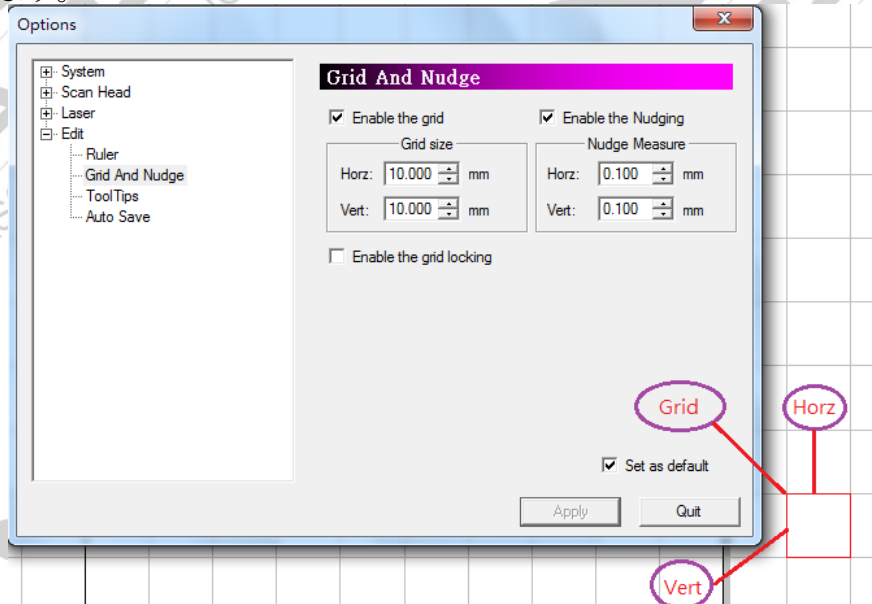 Options
X
System
Scan Head
Laser
Edit
Ruler
Grid And Nudge
ToolTips
Auto Save
Grid And Nudge
Enable the grid
Enable the Nudging
Grid size
Nudge Measure
Horz: 10.000 mm
Horz: 0.100 mm
Vert: 10.000 mm
Vert: 0.100 mm
Enable the grid locking
Grid
Horz
Set as default
Apply
Quit
Vert